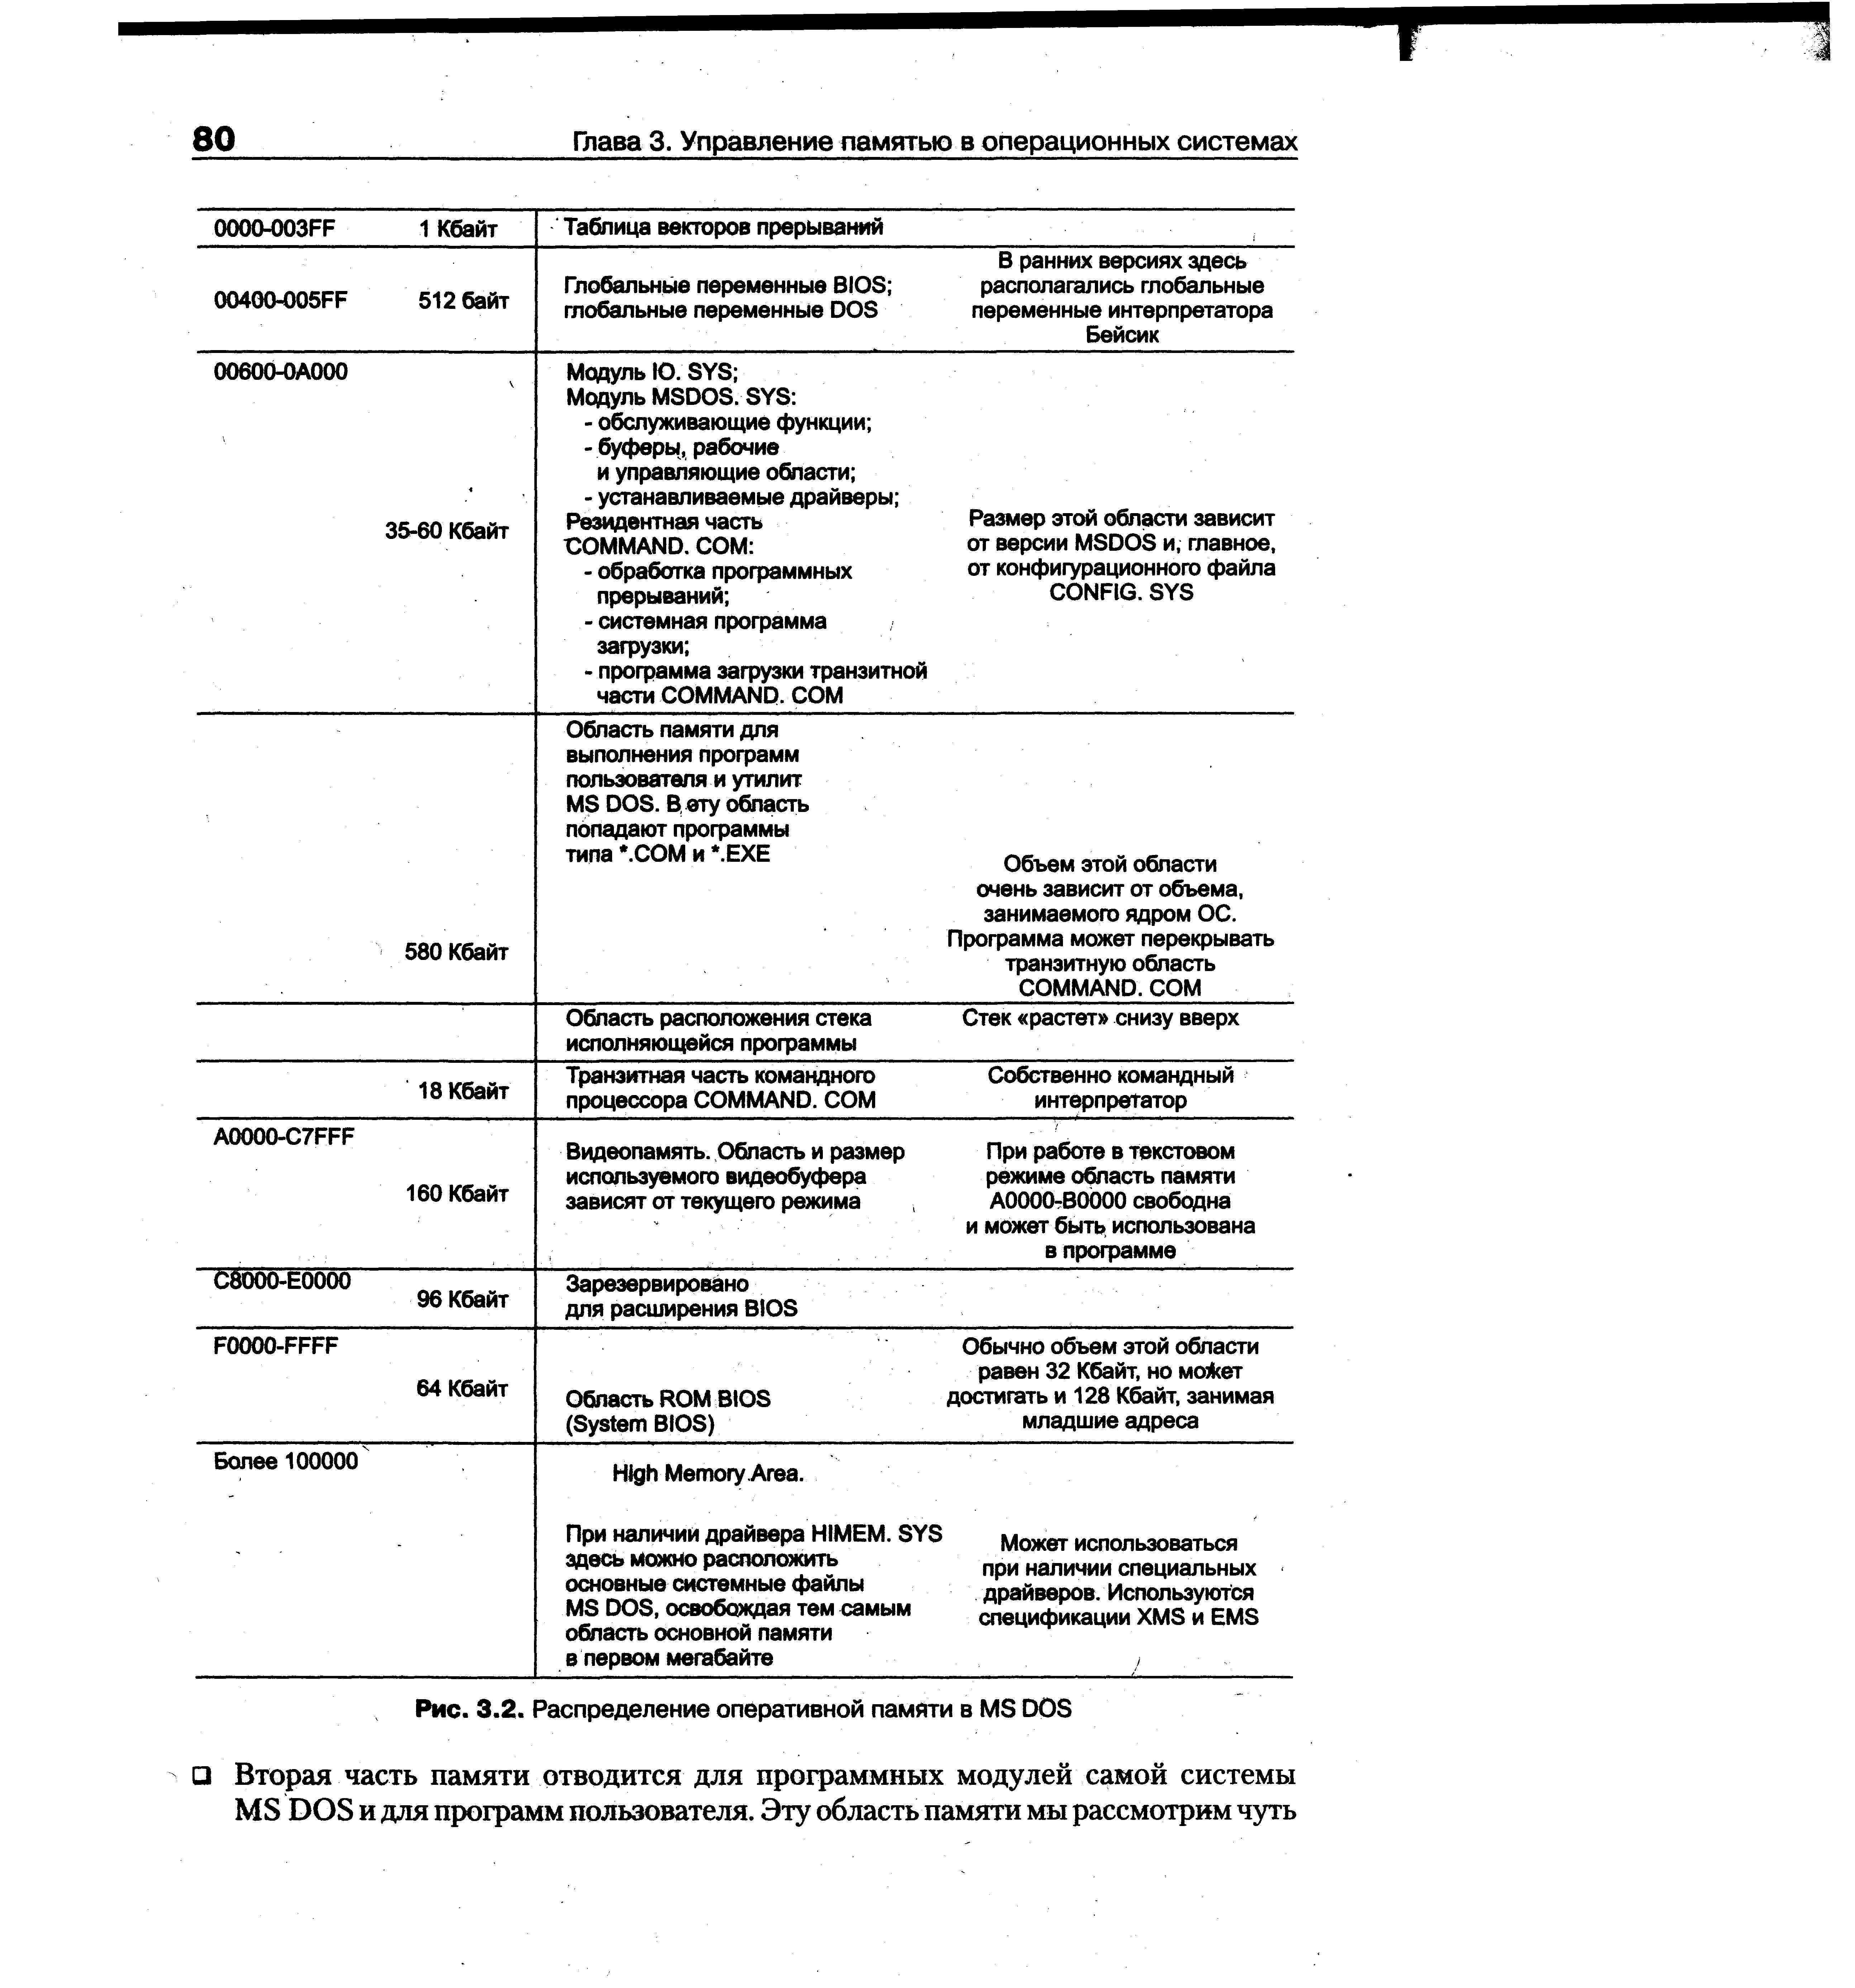 80
Глава 3. Управление памятью в операционных системах
0000-003FF 1 Кбайт Таблица векторов прерываний
00400-005FF 512 байт
Глобальные переменные BIOS;
глобальные переменные DOS
В ранних версиях здесь
располагались глобальные
переменные интерпретатора
Бейсик
00600-0A000
35-60 Кбайт
Модуль IO. SYS;
Модуль MSDOS. SYS:
- обслуживающие функции;
- буферы, рабочие
и управляющие области;
- устанавливаемые драйверы;
Резидентная часть
COMMAND. COM:
- обработка программных
прерываний;
- системная программа
загрузки;
- программа загрузки транзитной
части COMMAND. COM
Размер этой области зависит
от версии MSDOS и, главное,
от конфигурационного файла
CONFIG. SYS
580 Кбайт
Область памяти для
выполнения программ
пользователя и утилит
MS DOS. В эту область
попадают программы
типа *.COM и *.EXE
Объем этой области
очень зависит от объема,
занимаемого ядром ОС.
Программа может перекрывать
транзитную область
COMMAND. COM
Область расположения стека
исполняющейся программы
Стек «растет» снизу вверх
18 Кбайт
Транзитная часть командного
процессора COMMAND. COM
Собственно командный
интерпретатор
A0000-C7FFF
160 Кбайт
Видеопамять. Область и размер
используемого видеобуфера
зависят от текущего режима
При работе в текстовом
режиме область памяти
A0000-B0000 свободна
и может быть использована
в программе
C8000-E0000
96 Кбайт
Зарезервировано
для расширения BIOS
F0000-FFFF
64 Кбайт
Область ROM BIOS
(System BIOS)
Обычно объем этой области
равен 32 Кбайт, но может
достигать и 128 Кбайт, занимая
младшие адреса
Более 100000
High Memory Area.
При наличии драйвера HIMEM. SYS
здесь можно расположить
основные системные файлы
MS DOS, освобождая тем самым
область основной памяти
в первом мегабайте
Может использоваться
при наличии специальных
драйверов. Используются
спецификации XMS и EMS
Рис. 3.2. Распределение оперативной памяти в MS DOS
❑ Вторая часть памяти отводится для программных модулей самой системы
MS DOS и для программ пользователя. Эту область памяти мы рассмотрим чуть